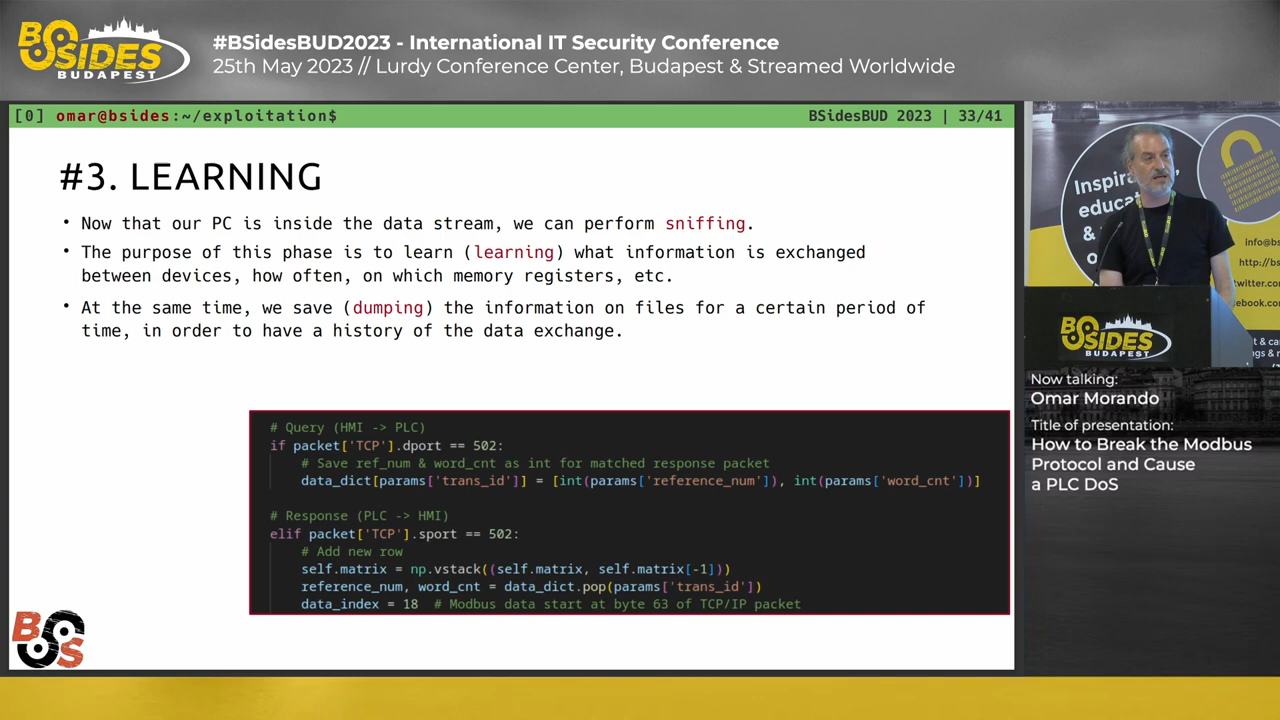 BSIDES
BUDAPEST
#BSidesBUD2023 - International IT Security Conference
25th May 2023 // Lurdy Conference Center, Budapest & Streamed Worldwide
[0] omar@bsides:~/exploitation$
BSidesBUD 2023 | 33/41
#3. LEARNING
• Now that our PC is inside the data stream, we can perform sniffing.
• The purpose of this phase is to learn (learning) what information is exchanged
between devices, how often, on which memory registers, etc.
• At the same time, we save (dumping) the information on files for a certain period of
time, in order to have a history of the data exchange.
# Query (HMI -> PLC)
if packet['TCP'].dport == 502:
# Save ref_num & word_cnt as int for matched response packet
data_dict[params['trans_id']] = [int(params['reference_num']), int(params['word_cnt'])]
# Response (PLC -> HMI)
elif packet['TCP'].sport == 502:
# Add new row
self.matrix = np.vstack((self.matrix, self.matrix[-1]))
reference_num, word_cnt = data_dict.pop(params['trans_id'])
data_index = 18 # Modbus data start at byte 63 of TCP/IP packet
BSIDES
BUDAPEST
Now talking:
Omar Morando
Title of presentation:
How to Break the Modbus
Protocol and Cause
a PLC DoS